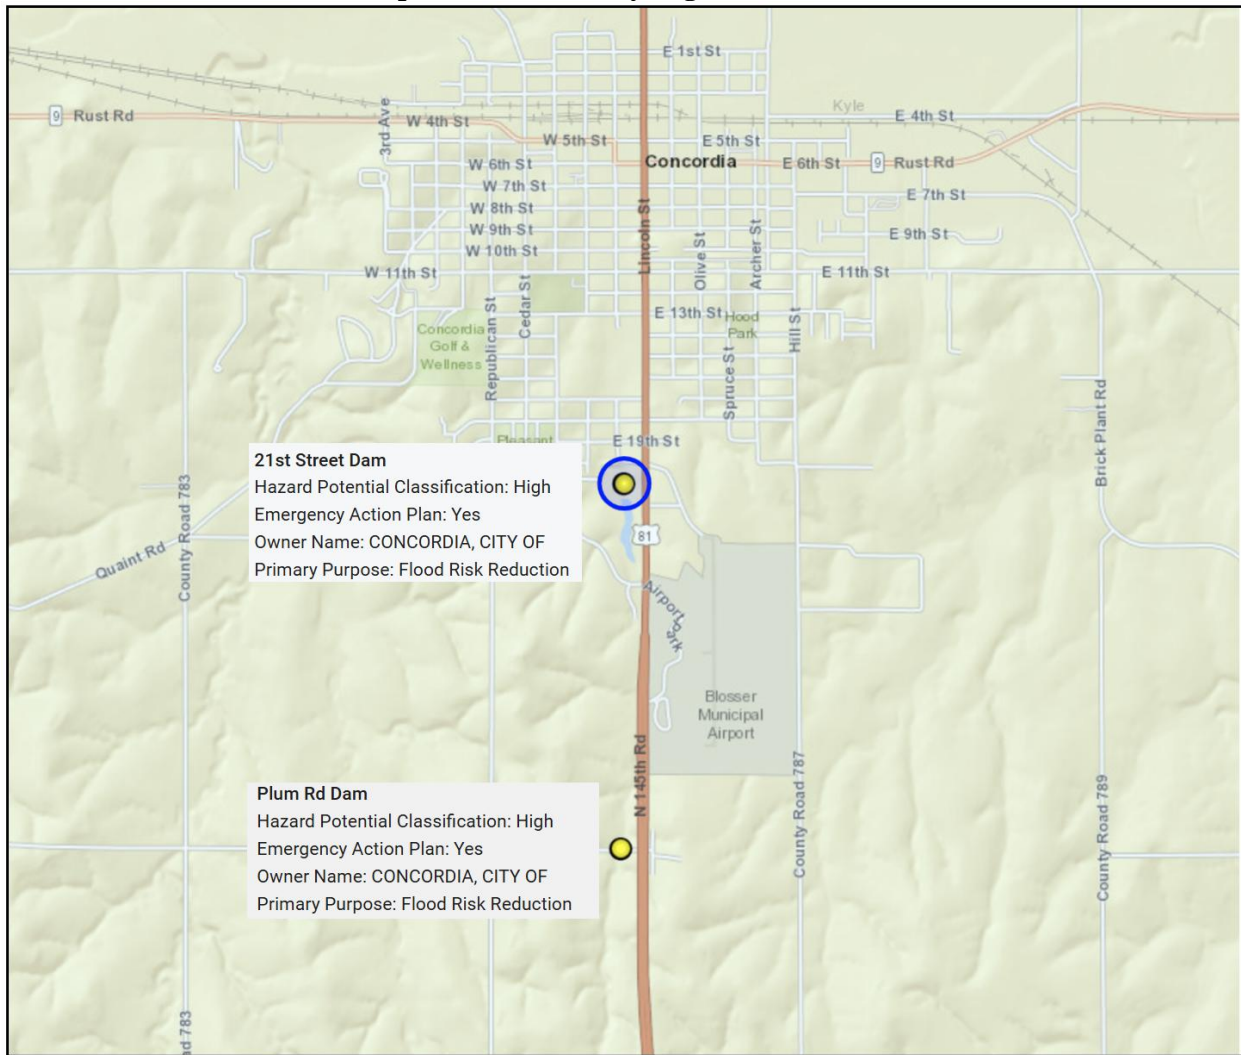 E 1st St
Kyle
3rd Ave
9 Rust Rd
W 4th St
E 4th St
W 5th St
E 5th St
Concordia
W 6th St
E 6th St
9 Rust Rd
W 7th St
E 7th St
W 8th St
Lincoln St
W 9th St
E 9th St
W 10th St
Olive St
Archer St
W 11th St
E 11th St
Cedar St
Republican St
E 13th St
Hood
Park
Hill St
Concordia
Golf &
Wellness
Spruce St
Brick Plant Rd
Pleasant
E 19th St
21st Street Dam
Hazard Potential Classification: High
Emergency Action Plan: Yes
Owner Name: CONCORDIA, CITY OF
Primary Purpose: Flood Risk Reduction
County Road 783
Quaint Rd
81
Airport Park
Blosser
Municipal
Airport
N 145th Rd
County Road 787
County Road 789
Plum Rd Dam
Hazard Potential Classification: High
Emergency Action Plan: Yes
Owner Name: CONCORDIA, CITY OF
Primary Purpose: Flood Risk Reduction
ad 783